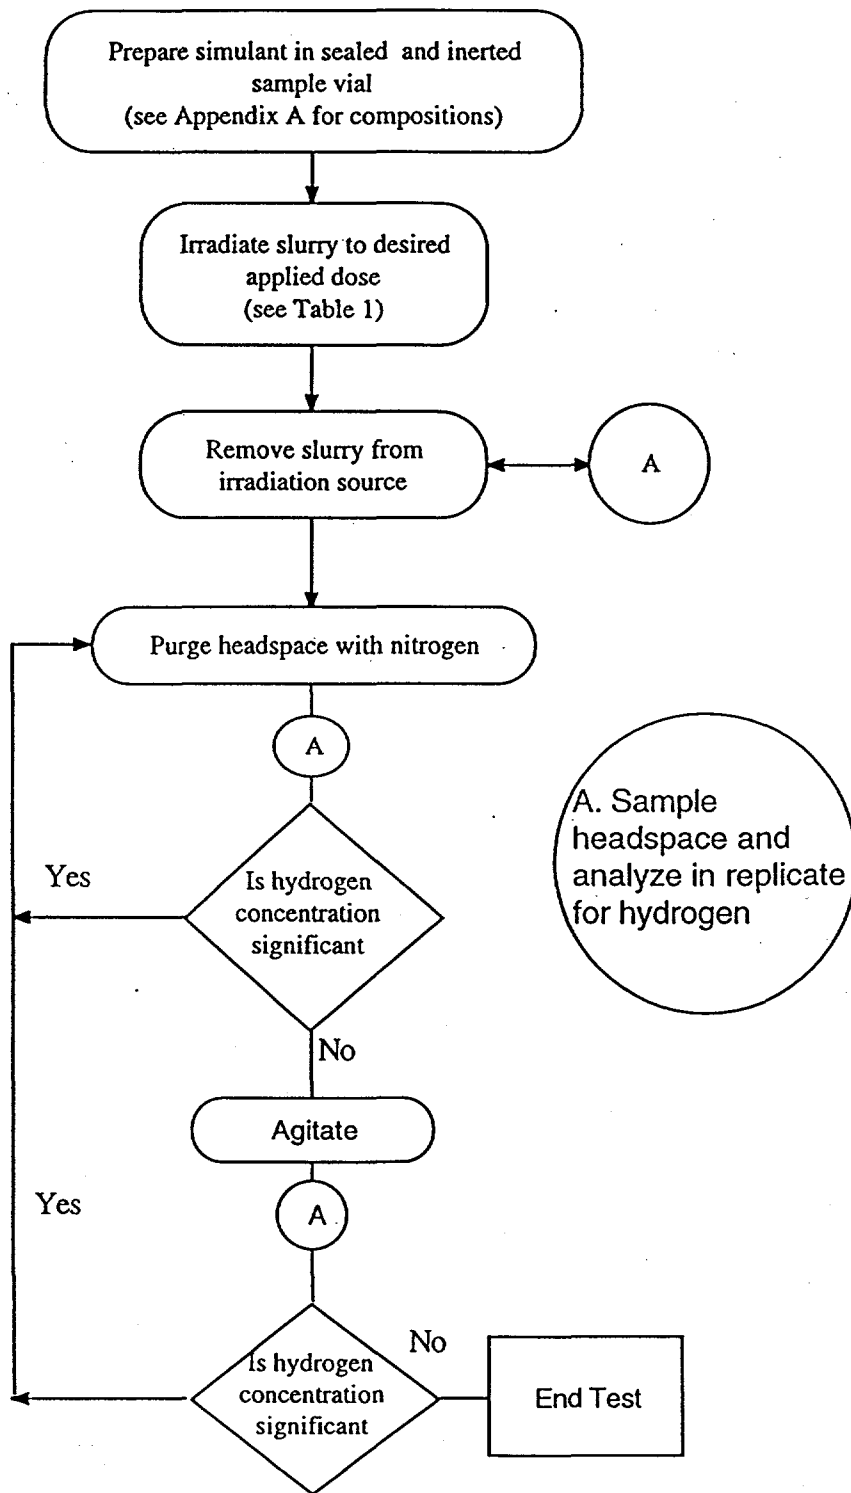 Prepare simulant in sealed and inerted
sample vial
(see Appendix A for compositions)
Irradiate slurry to desired
applied dose
(see Table 1)
Remove slurry from
irradiation source
A
Purge headspace with nitrogen
A
A. Sample
headspace and
analyze in replicate
for hydrogen
Yes
Is hydrogen
concentration
significant
No
Agitate
Yes
A
Is hydrogen
concentration
significant
No
End Test